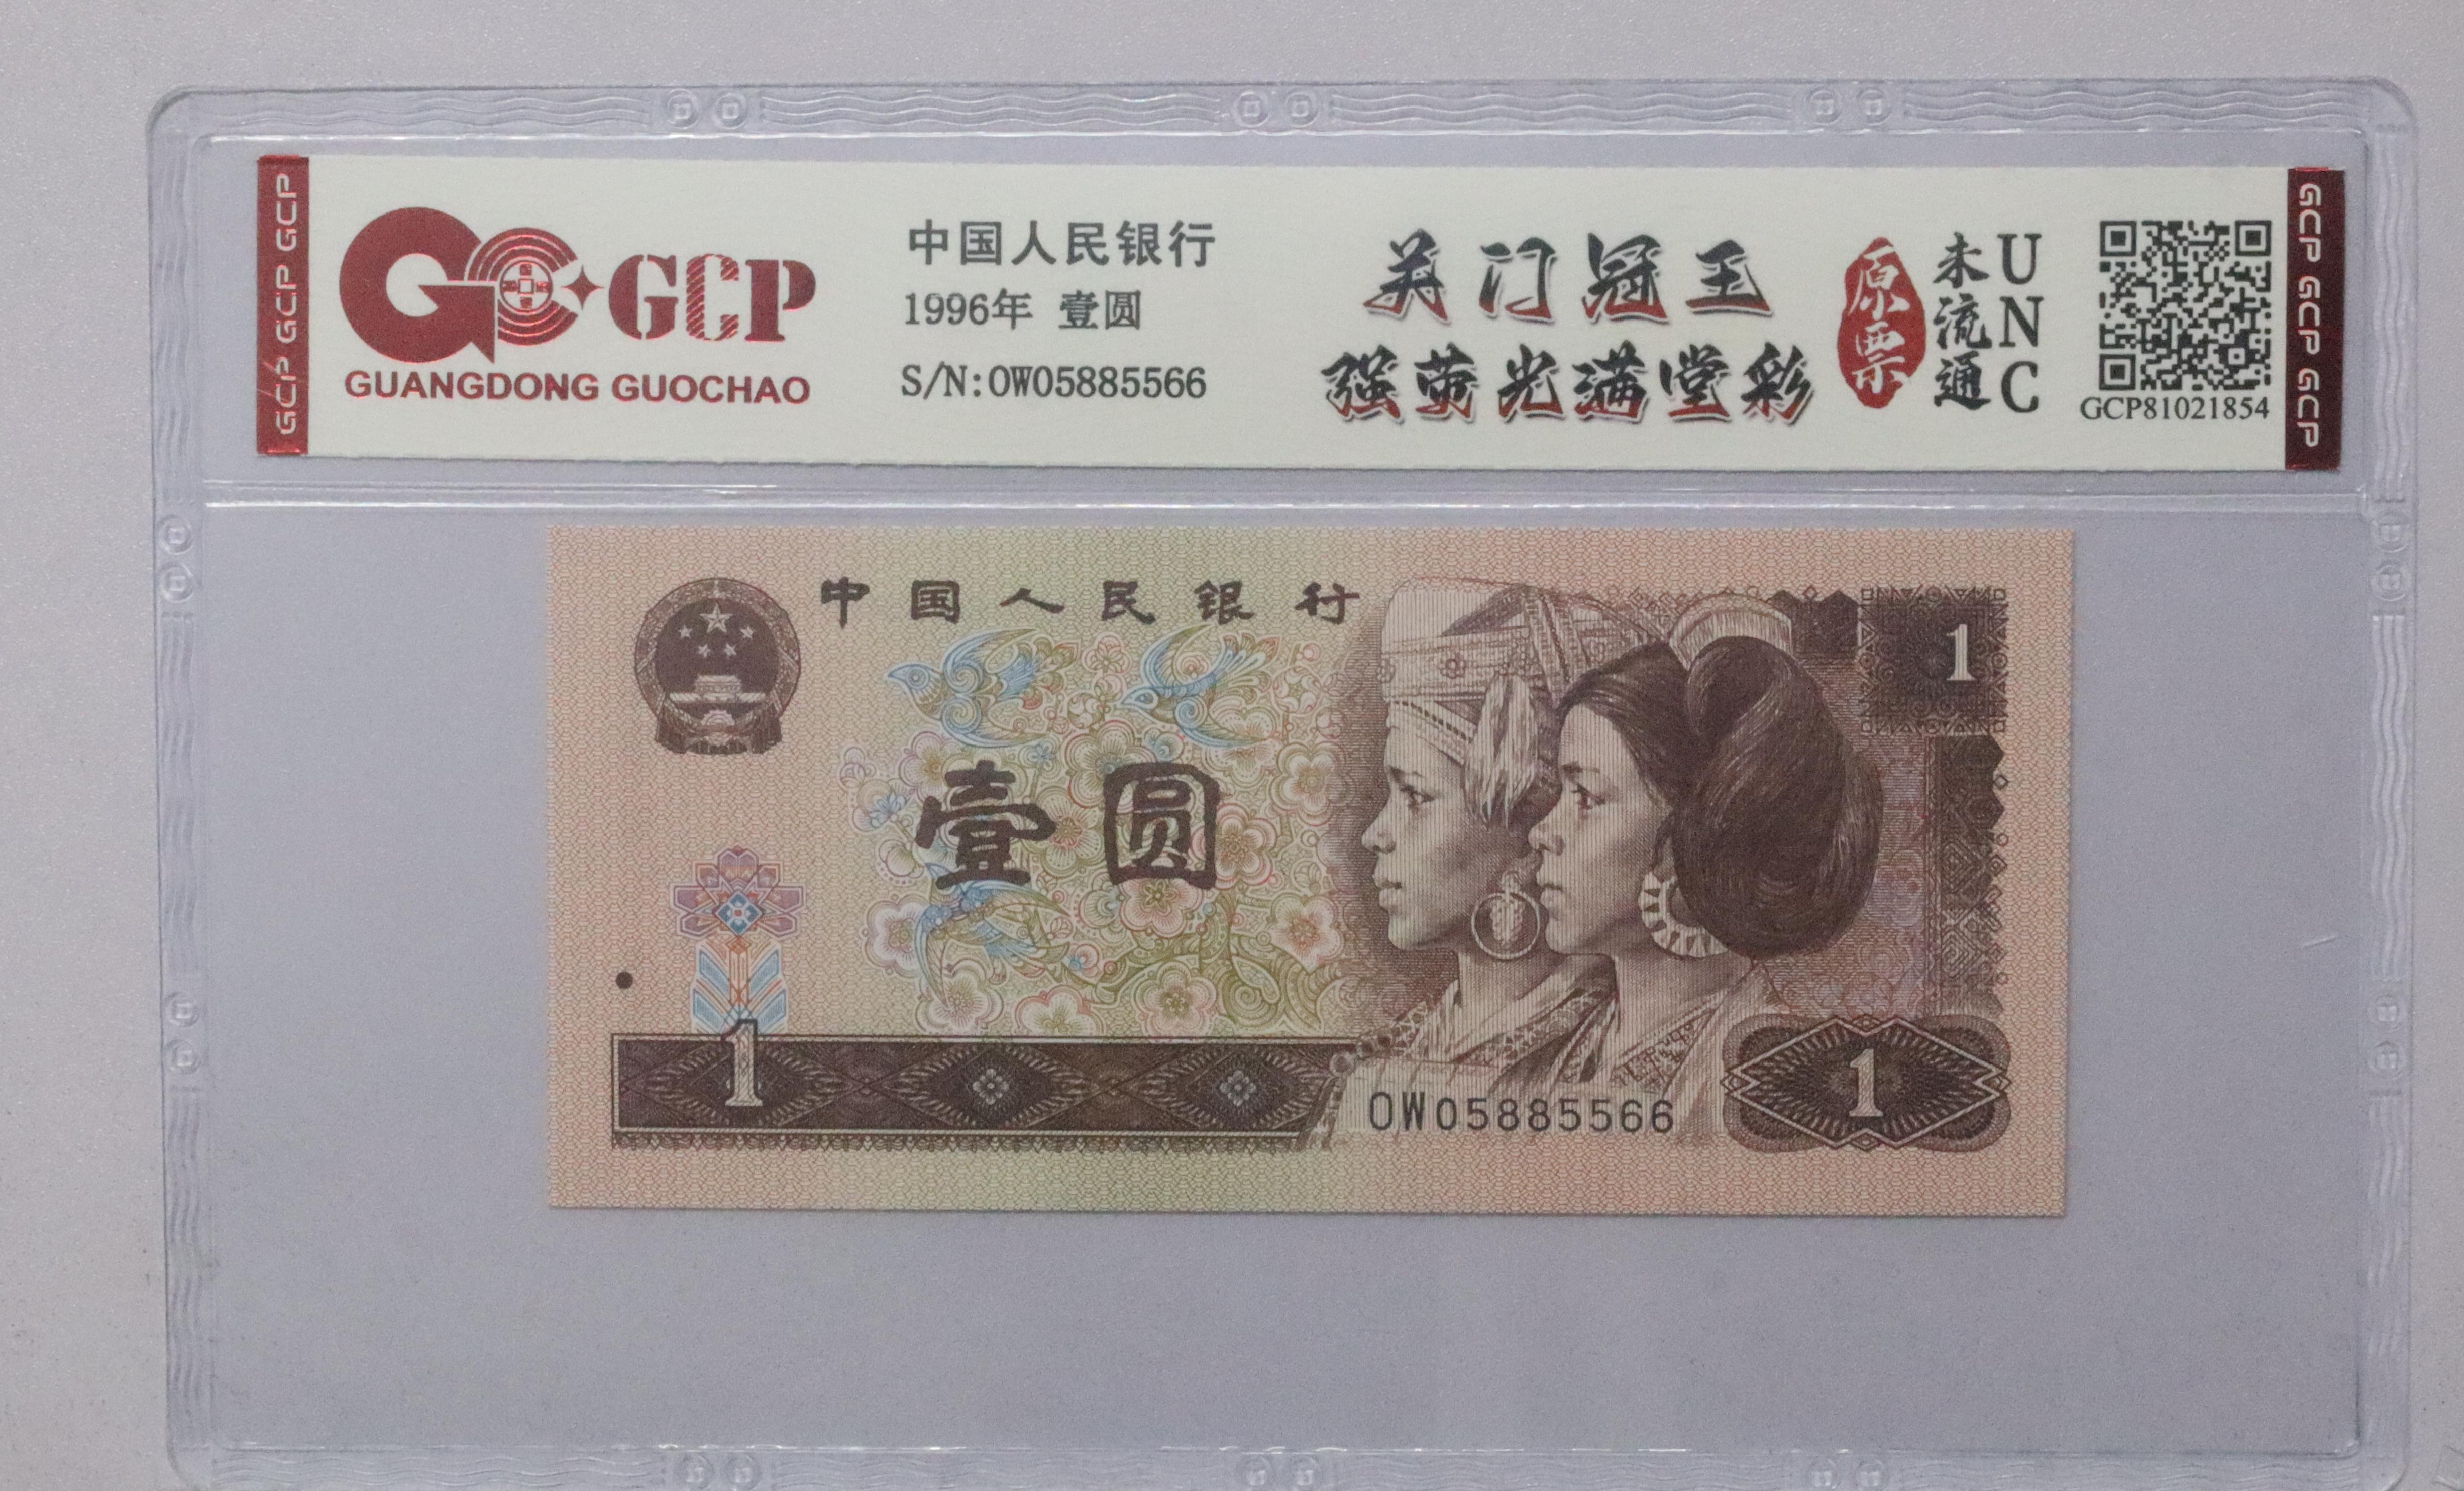 GCP GCP GCP
GCP
GUANGDONG GUOCHAO
中国人民银行
1996年 壹圆
S/N:OW05885566
关门冠王
强荧光满堂彩
原票
未流通
UNC
GCP81021854
GCP GCP GCP
中国人民银行
1
壹圆
1
OW05885566
1